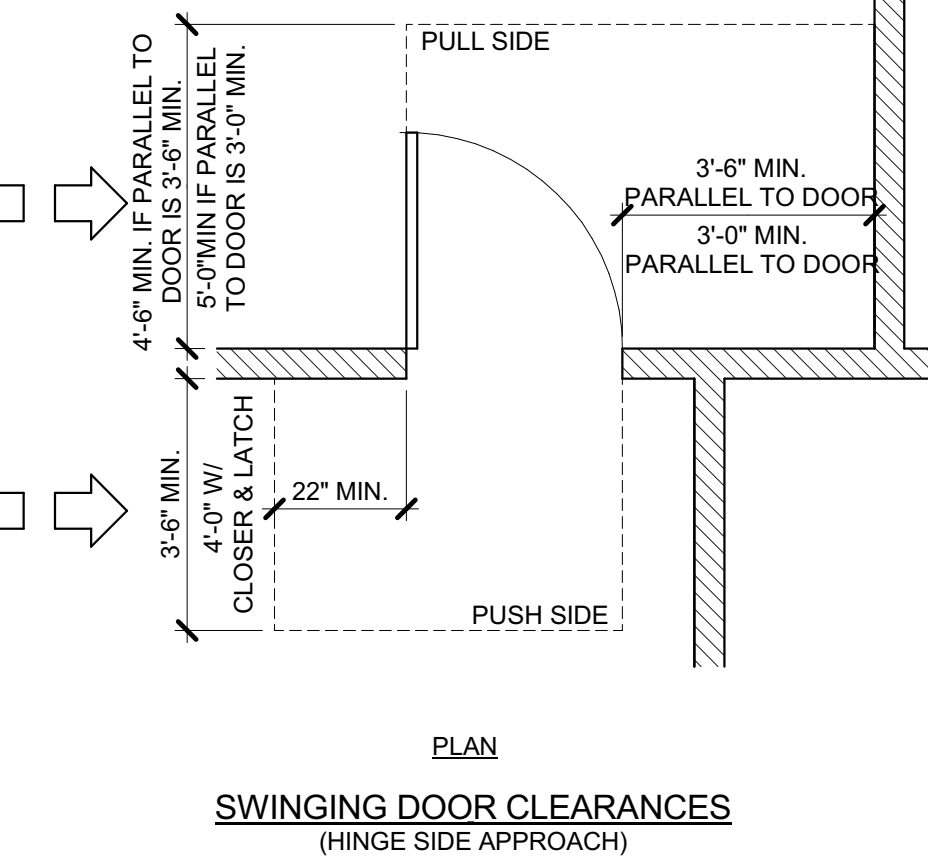 PULL SIDE
4'-6" MIN. IF PARALLEL TO
DOOR IS 3'-6" MIN.
5'-0"MIN IF PARALLEL
TO DOOR IS 3'-0" MIN.
3'-6" MIN.
PARALLEL TO DOOR
3'-0" MIN.
PARALLEL TO DOOR
3'-6" MIN.
4'-0" W/
CLOSER & LATCH
22" MIN.
PUSH SIDE
PLAN
SWINGING DOOR CLEARANCES
(HINGE SIDE APPROACH)